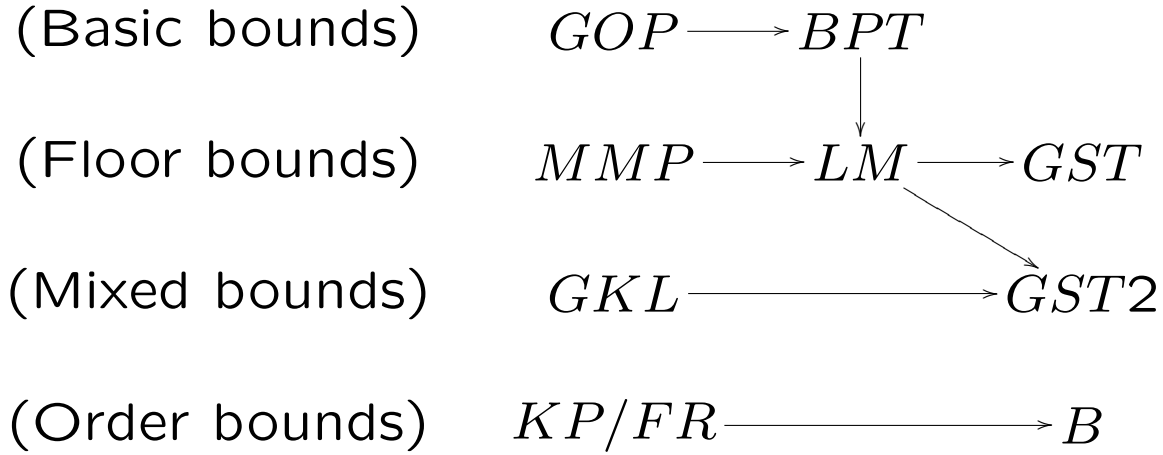 (Basic bounds) GOP BPT
(Floor bounds) MMP LM GST
(Mixed bounds) GKL GST2
(Order bounds) KP/FR B